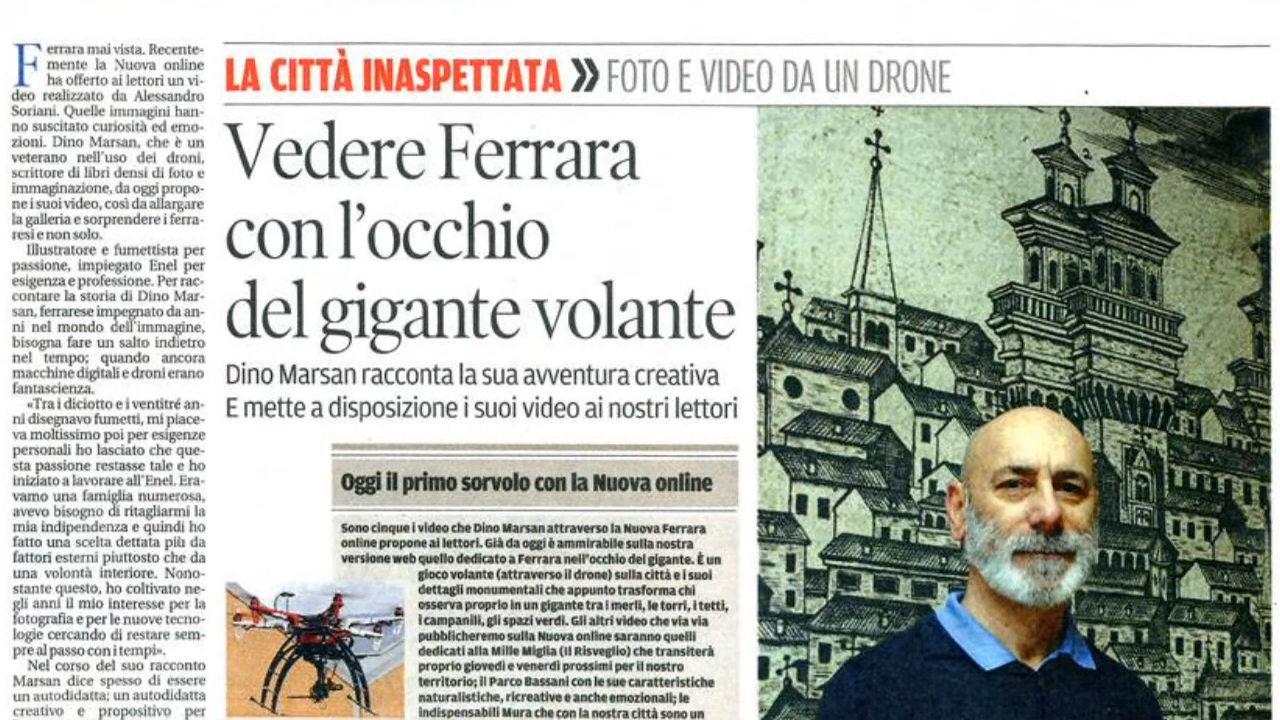 Ferrara mai vista. Recente-
mente la Nuova online
ha offerto ai lettori un vi-
deo realizzato da Alessandro
Soriani. Quelle immagini han-
no suscitato curiosità ed emo-
zioni. Dino Marsan, che è un
veterano nell'uso dei droni,
scrittore di libri densi di foto e
immaginazione, da oggi propo-
ne i suoi video, così da allargare
la galleria e sorprendere i ferra-
resi e non solo.
Illustratore e fumettista per
passione, impiegato Enel per
esigenza e professione. Per rac-
contare la storia di Dino Mar-
san, ferrarese impegnato da an-
ni nel mondo dell'immagine,
bisogna fare un salto indietro
nel tempo; quando ancora
macchine digitali e droni erano
fantascienza.
«Tra i diciotto e i ventitré an-
ni disegnavo fumetti, mi piace-
va moltissimo poi per esigenze
personali ho lasciato che que-
sta passione restasse tale e ho
iniziato a lavorare all'Enel. Era-
vamo una famiglia numerosa,
avevo bisogno di ritagliarmi la
mia indipendenza e quindi ho
fatto una scelta dettata più da
fattori esterni piuttosto che da
una volontà interiore. Nono-
stante questo, ho coltivato ne-
gli anni il mio interesse per la
fotografia e per le nuove tecno-
logie cercando di restare sem-
pre al passo con i tempi».
Nel corso del suo racconto
Marsan dice spesso di essere
un autodidatta; un autodidatta
creativo e propositivo per
LA CITTÀ INASPETTATA » FOTO E VIDEO DA UN DRONE
Vedere Ferrara
con l'occhio
del gigante volante
Dino Marsan racconta la sua avventura creativa
E mette a disposizione i suoi video ai nostri lettori
Oggi il primo sorvolo con la Nuova online
Sono cinque i video che Dino Marsan attraverso la Nuova Ferrara
online propone ai lettori. Già da oggi è ammirabile sulla nostra
versione web quello dedicato a Ferrara nell'occhio del gigante. È un
gioco volante (attraverso il drone) sulla città e i suoi
dettagli monumentali che appunto trasforma chi
osserva proprio in un gigante tra i merli, le torri, i tetti,
i campanili, gli spazi verdi. Gli altri video che via via
pubblicheremo sulla Nuova online saranno quelli
dedicati alla Mille Miglia (Il Risveglio) che transiterà
proprio giovedì e venerdì prossimi per il nostro
territorio; il Parco Bassani con le sue caratteristiche
naturalistiche, ricreative e anche emozionali; le
indispensabili Mura che con la nostra città sono un